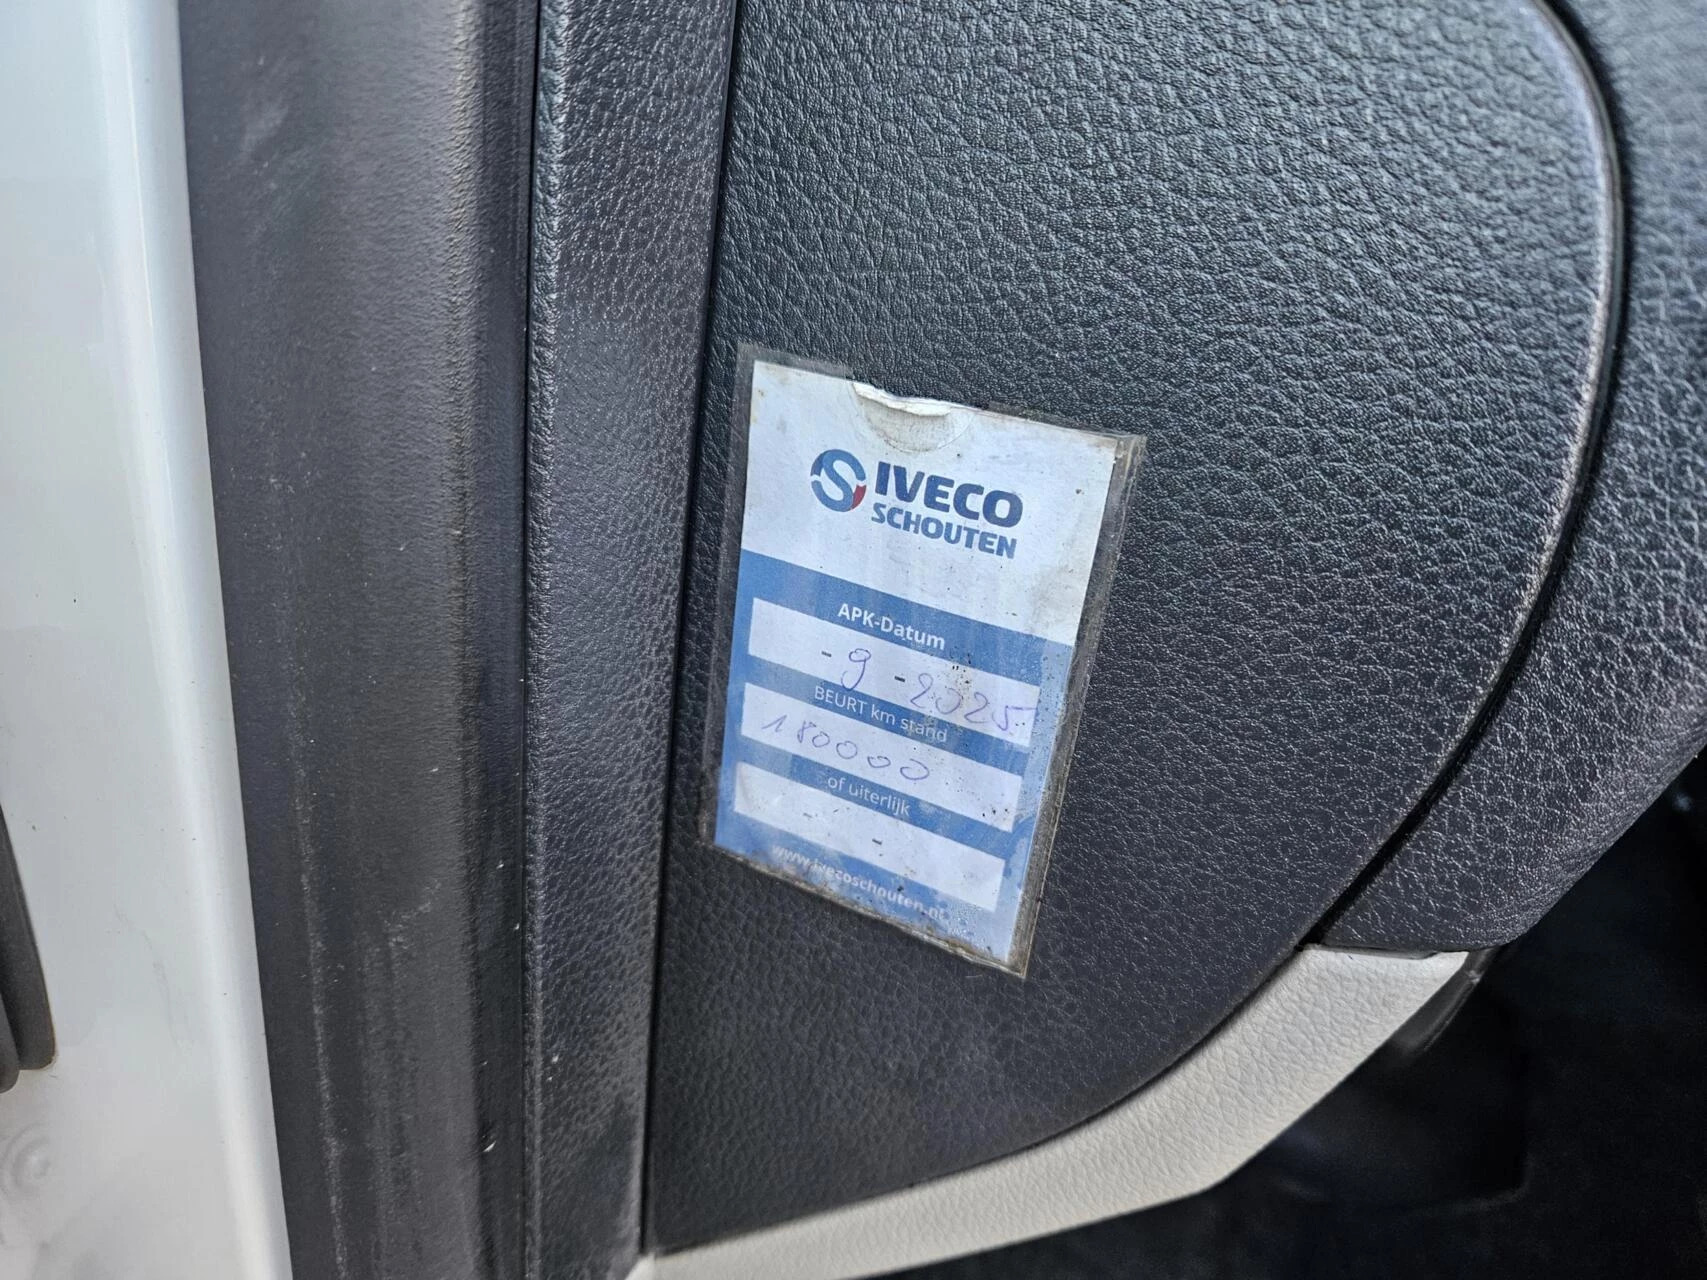 IVECO
SCHOUTEN
APK-Datum
- 9 - 2025
BEURT km stand
180000
of uiterlijk
- -
www.ivecoschouten.nl